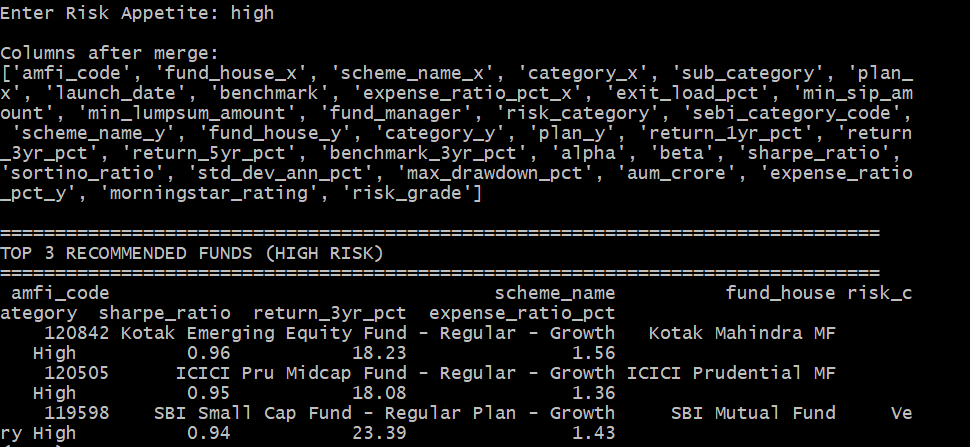 Enter Risk Appetite: high
Columns after merge:
['amfi_code', 'fund_house_x', 'scheme_name_x', 'category_x', 'sub_category', 'plan_
x', 'launch_date', 'benchmark', 'expense_ratio_pct_x', 'exit_load_pct', 'min_sip_am
ount', 'min_lumpsum_amount', 'fund_manager', 'risk_category', 'sebi_category_code',
 'scheme_name_y', 'fund_house_y', 'category_y', 'plan_y', 'return_1yr_pct', 'return
_3yr_pct', 'return_5yr_pct', 'benchmark_3yr_pct', 'alpha', 'beta', 'sharpe_ratio',
'sortino_ratio', 'std_dev_ann_pct', 'max_drawdown_pct', 'aum_crore', 'expense_ratio
_pct_y', 'morningstar_rating', 'risk_grade']
================================================================================
TOP 3 RECOMMENDED FUNDS (HIGH RISK)
================================================================================
 amfi_code                                   scheme_name          fund_house risk_c
ategory  sharpe_ratio  return_3yr_pct  expense_ratio_pct
    120842 Kotak Emerging Equity Fund - Regular - Growth   Kotak Mahindra MF
   High          0.96           18.23               1.56
    120505      ICICI Pru Midcap Fund - Regular - Growth ICICI Prudential MF
   High          0.95           18.08               1.36
    119598    SBI Small Cap Fund - Regular Plan - Growth     SBI Mutual Fund     Ve
ry High          0.94           23.39               1.43